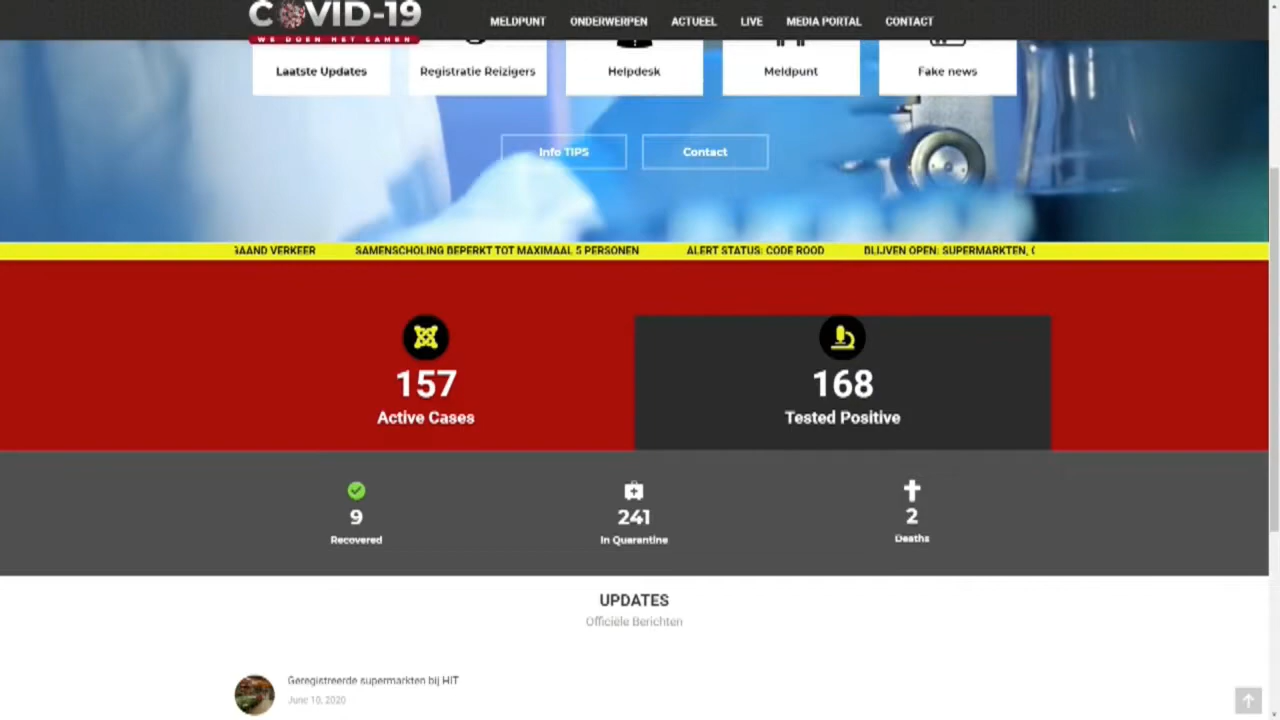 COVID-19
WE DOEN HET SAMEN
MELDPUNT ONDERWERPEN ACTUEEL LIVE MEDIA PORTAL CONTACT
Laatste Updates
Registratie Reizigers
Helpdesk
Meldpunt
Fake news
Info TIPS
Contact
GAAND VERKEER SAMENSCHOLING BEPERKT TOT MAXIMAAL 5 PERSONEN ALERT STATUS: CODE ROOD BLIJVEN OPEN: SUPERMARKTEN,
157
Active Cases
168
Tested Positive
9
Recovered
241
In Quarantine
2
Deaths
UPDATES
Officiële Berichten
Geregistreerde supermarkten bij HIT
June 10, 2020